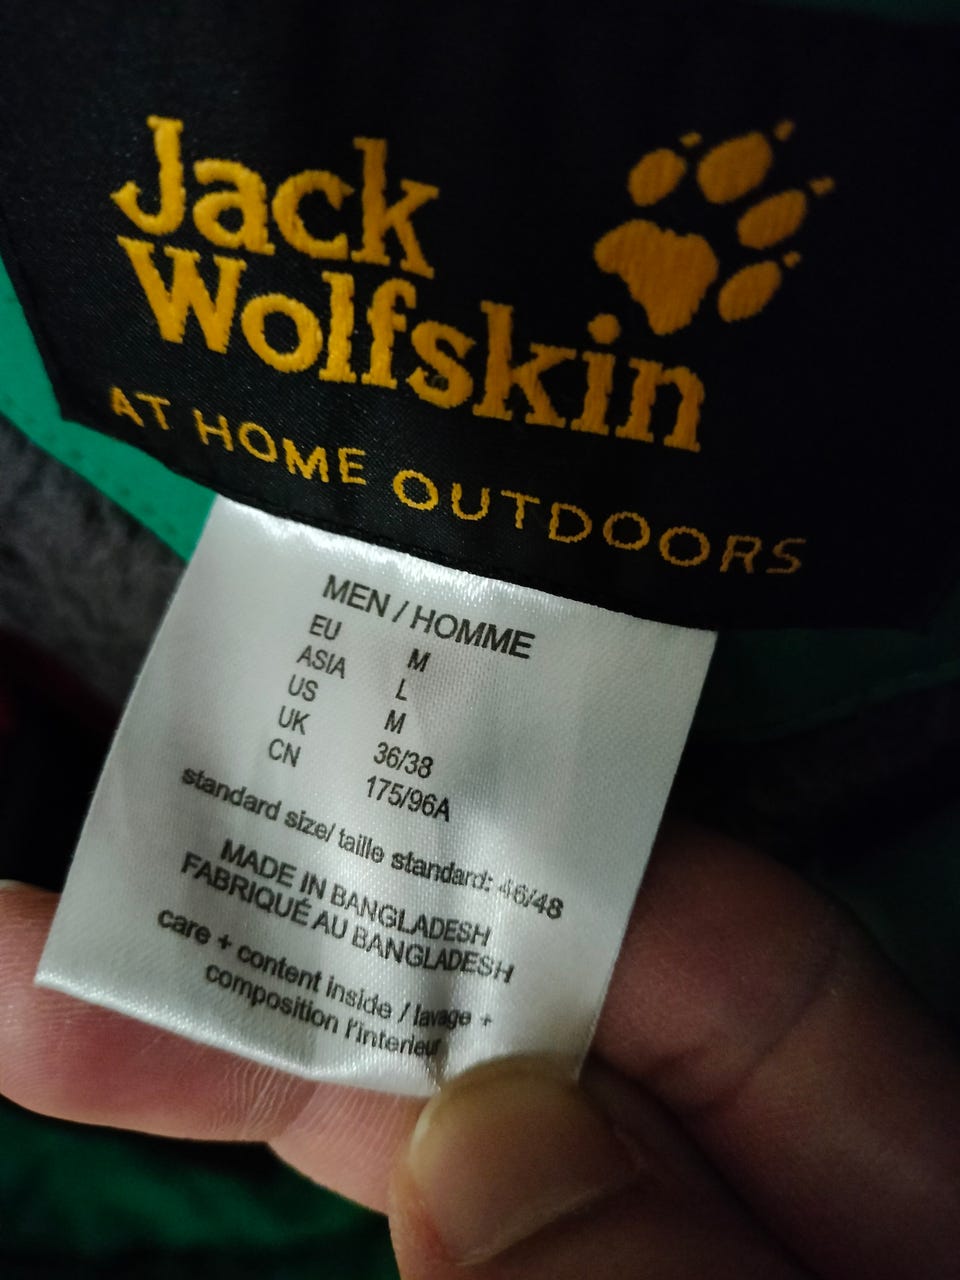 Jack
Wolfskin
AT HOME OUTDOORS
MEN / HOMME
EU M
ASIA L
US M
UK 36/38
CN 175/96A
standard size/ taille standard: 46/48
MADE IN BANGLADESH
FABRIQUÉ AU BANGLADESH
care + content inside / lavage +
composition l'interieur